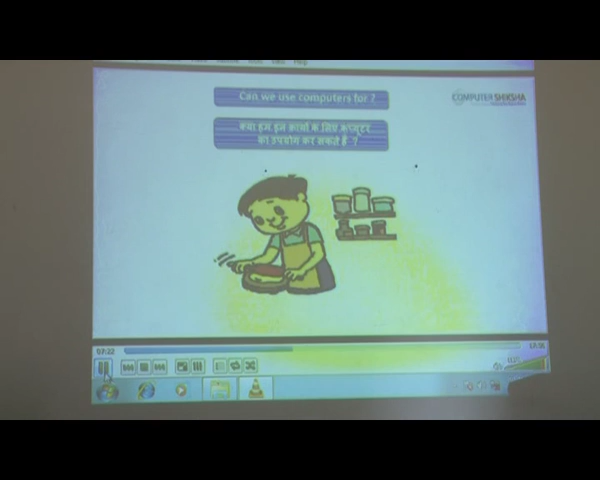 Can we use computers for ?
COMPUTER SHIKSHA
क्या हम इन कार्यो के लिए कंप्यूटर
का उपयोग कर सकते हैं ?
07:22